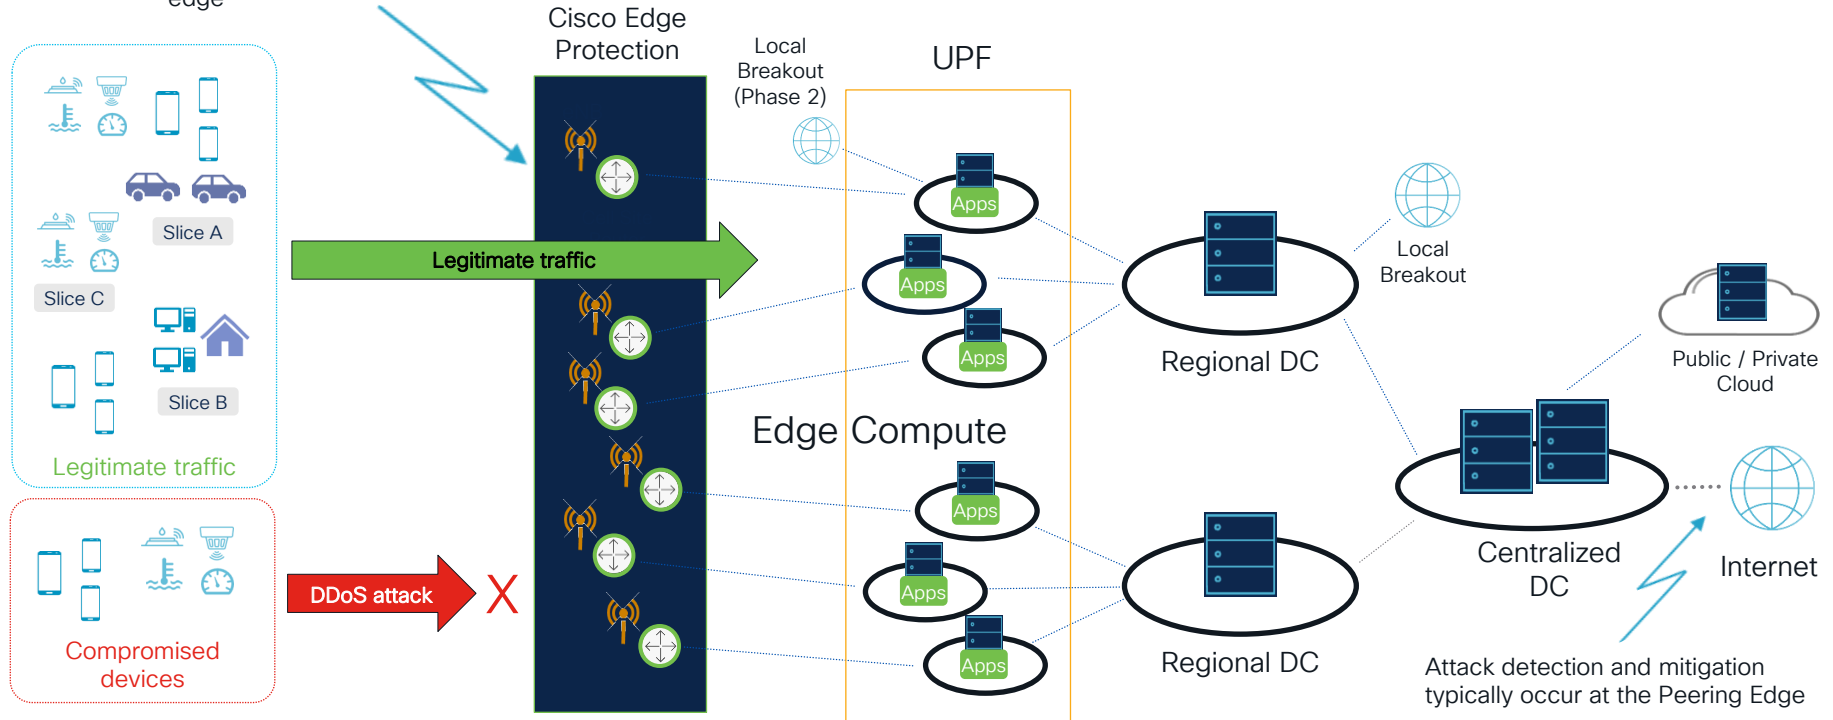 edge
Cisco Edge
Protection
Local
Breakout
(Phase 2)
UPF
Apps
Slice A
Legitimate traffic
Apps
Slice C
Local
Breakout
Apps
Regional DC
Public / Private
Cloud
Slice B
Edge Compute
Legitimate traffic
Apps
Centralized
DC
Internet
DDoS attack
X
Apps
Compromised
devices
Apps
Regional DC
Attack detection and mitigation
typically occur at the Peering Edge